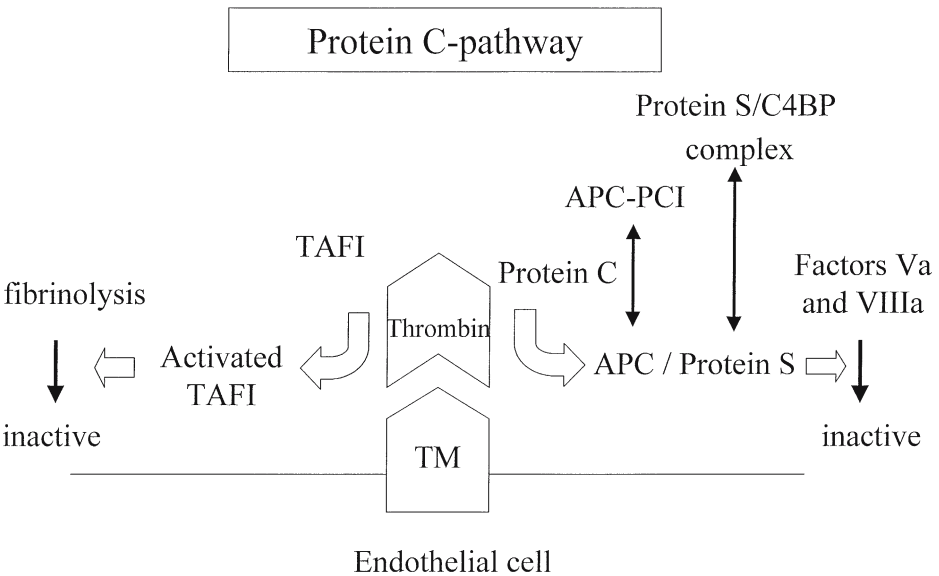 Protein C-pathway
Protein S/C4BP
complex
APC-PCI
TAFI
Protein C
Factors Va
and VIIIa
fibrinolysis
Thrombin
Activated
TAFI
APC / Protein S
inactive
inactive
TM
Endothelial cell